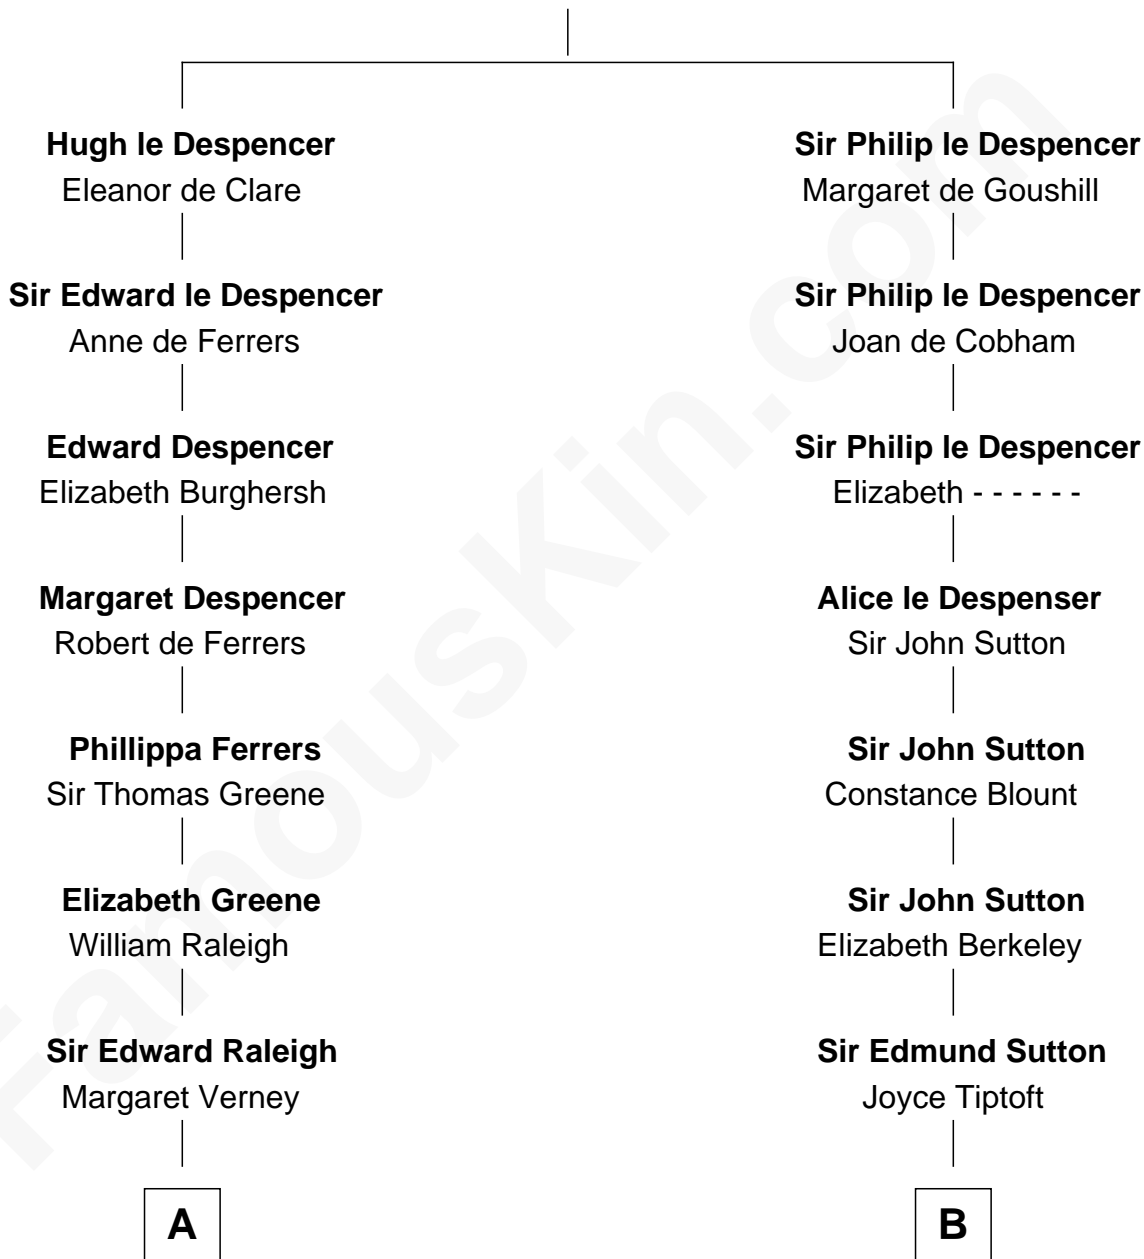 Hugh le Despencer
Eleanor de Clare
Sir Edward le Despencer
Anne de Ferrers
Edward Despencer
Elizabeth Burghersh
Margaret Despencer
Robert de Ferrers
Phillippa Ferrers
Sir Thomas Greene
Elizabeth Greene
William Raleigh
Sir Edward Raleigh
Margaret Verney
A
Sir Philip le Despencer
Margaret de Goushill
Sir Philip le Despencer
Joan de Cobham
Sir Philip le Despencer
Elizabeth - - - - - -
Alice le Despenser
Sir John Sutton
Sir John Sutton
Constance Blount
Sir John Sutton
Elizabeth Berkeley
Sir Edmund Sutton
Joyce Tiptoft
B
FamousKin.com